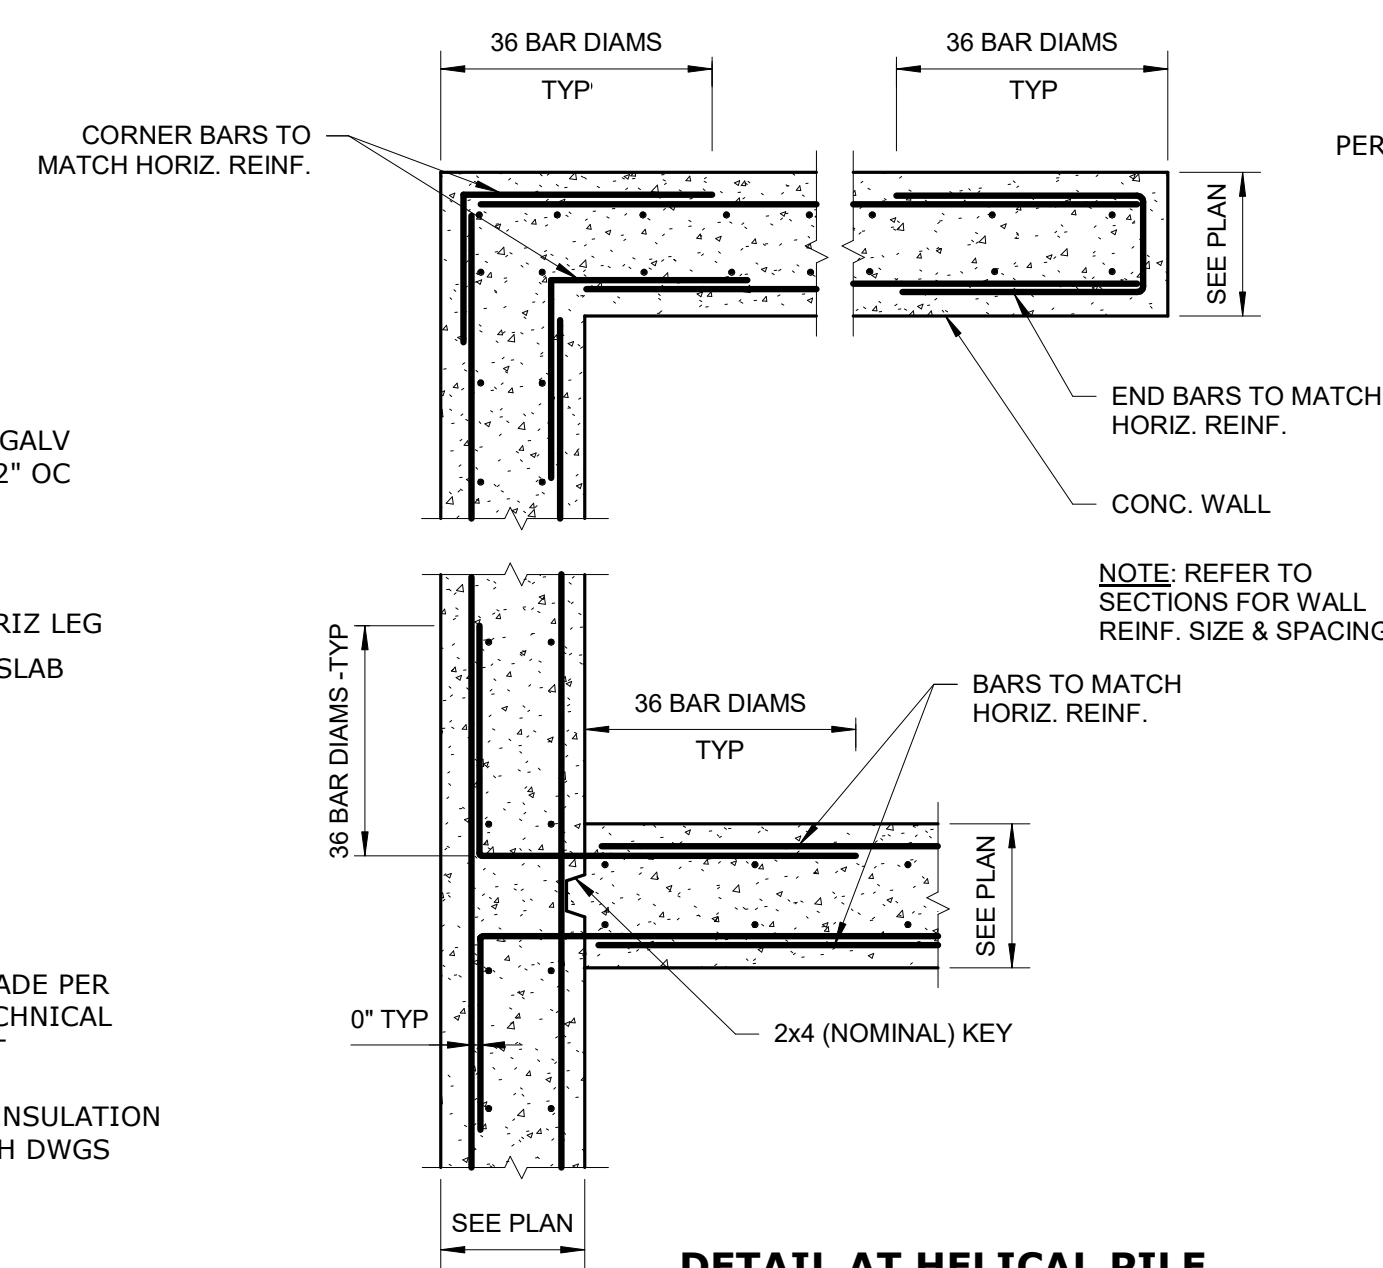 36 BAR DIAMS
TYP
36 BAR DIAMS
TYP
CORNER BARS TO
MATCH HORIZ. REINF.
PER
SEE PLAN
END BARS TO MATCH
HORIZ. REINF.
CONC. WALL
GALV
2" OC
NOTE: REFER TO
SECTIONS FOR WALL
REINF. SIZE & SPACING
RIZ LEG
SLAB
36 BAR DIAMS -TYP
36 BAR DIAMS
TYP
BARS TO MATCH
HORIZ. REINF.
SEE PLAN
ADE PER
CHNICAL
0" TYP
2x4 (NOMINAL) KEY
NSULATION
H DWGS
SEE PLAN
DETAIL AT HELICAL PILE